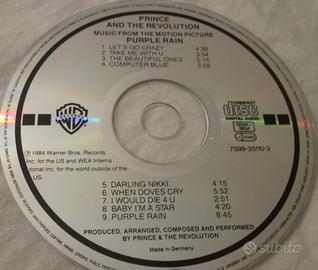 PRINCE
AND THE REVOLUTION
MUSIC FROM THE MOTION PICTURE
PURPLE RAIN
1. LET'S GO CRAZY 4:39
2. TAKE ME WITH U 3:54
3. THE BEAUTIFUL ONES 5:15
4. COMPUTER BLUE 3:59
COMPACT
disc
DIGITAL AUDIO
GEMA
BIEM
7599-25110-2
℗ 1984 Warner Bros. Records
Inc. for the US and WEA Interna
tional Inc. for the world outside of
the US.
5. DARLING NIKKI 4:15
6. WHEN DOVES CRY 5:52
7. I WOULD DIE 4 U 2:51
8. BABY I'M A STAR 4:20
9. PURPLE RAIN 8:45
PRODUCED, ARRANGED, COMPOSED AND PERFORMED
BY PRINCE & THE REVOLUTION
Made in Germany
subito